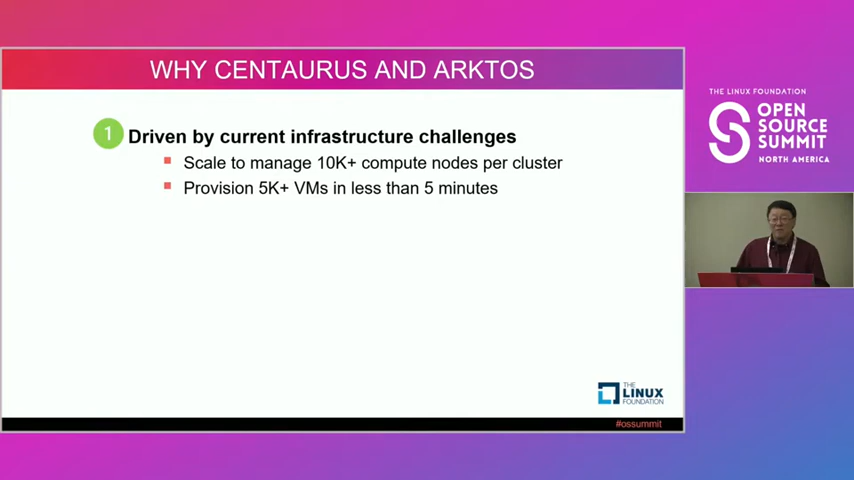 WHY CENTAURUS AND ARKTOS
1 Driven by current infrastructure challenges
Scale to manage 10K+ compute nodes per cluster
Provision 5K+ VMs in less than 5 minutes
THE
LINUX
FOUNDATION
#ossummit
THE LINUX FOUNDATION
OPEN
SOURCE
SUMMIT
NORTH AMERICA